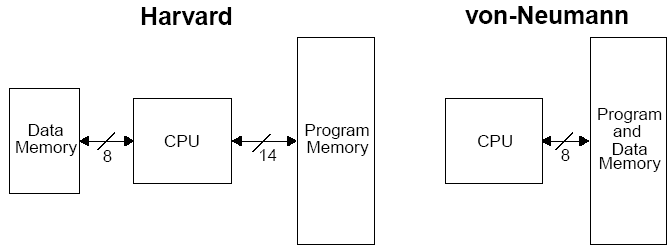 Harvard
von-Neumann
Data
Memory
8
CPU
14
Program
Memory
CPU
8
Program
and
Data
Memory